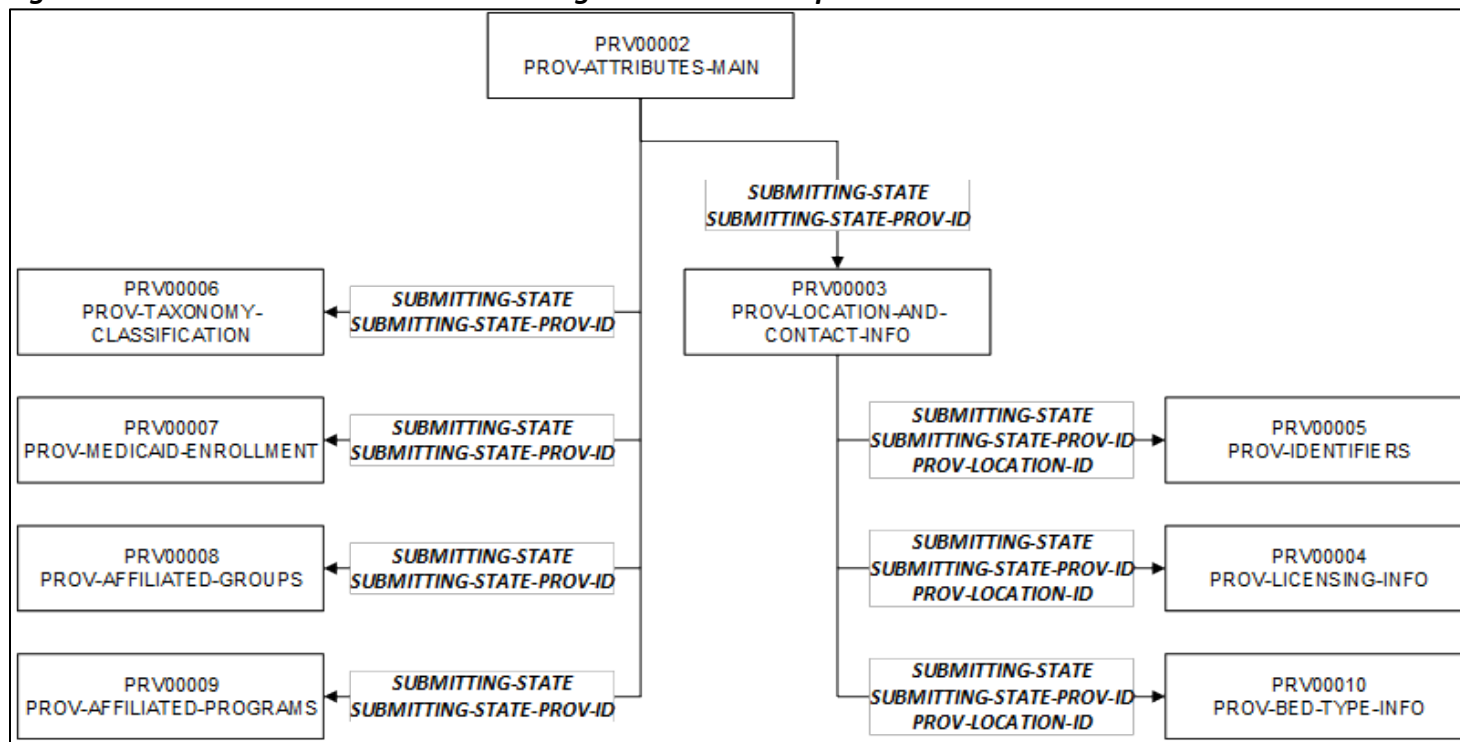 PRV00002
PROV-ATTRIBUTES-MAIN
SUBMITTING-STATE
SUBMITTING-STATE-PROV-ID
PRV00006
PROV-TAXONOMY-
CLASSIFICATION
SUBMITTING-STATE
SUBMITTING-STATE-PROV-ID
PRV00003
PROV-LOCATION-AND-
CONTACT-INFO
PRV00007
PROV-MEDICAID-ENROLLMENT
SUBMITTING-STATE
SUBMITTING-STATE-PROV-ID
SUBMITTING-STATE
SUBMITTING-STATE-PROV-ID
PROV-LOCATION-ID
PRV00005
PROV-IDENTIFIERS
PRV00008
PROV-AFFILIATED-GROUPS
SUBMITTING-STATE
SUBMITTING-STATE-PROV-ID
SUBMITTING-STATE
SUBMITTING-STATE-PROV-ID
PROV-LOCATION-ID
PRV00004
PROV-LICENSING-INFO
PRV00009
PROV-AFFILIATED-PROGRAMS
SUBMITTING-STATE
SUBMITTING-STATE-PROV-ID
SUBMITTING-STATE
SUBMITTING-STATE-PROV-ID
PROV-LOCATION-ID
PRV00010
PROV-BED-TYPE-INFO